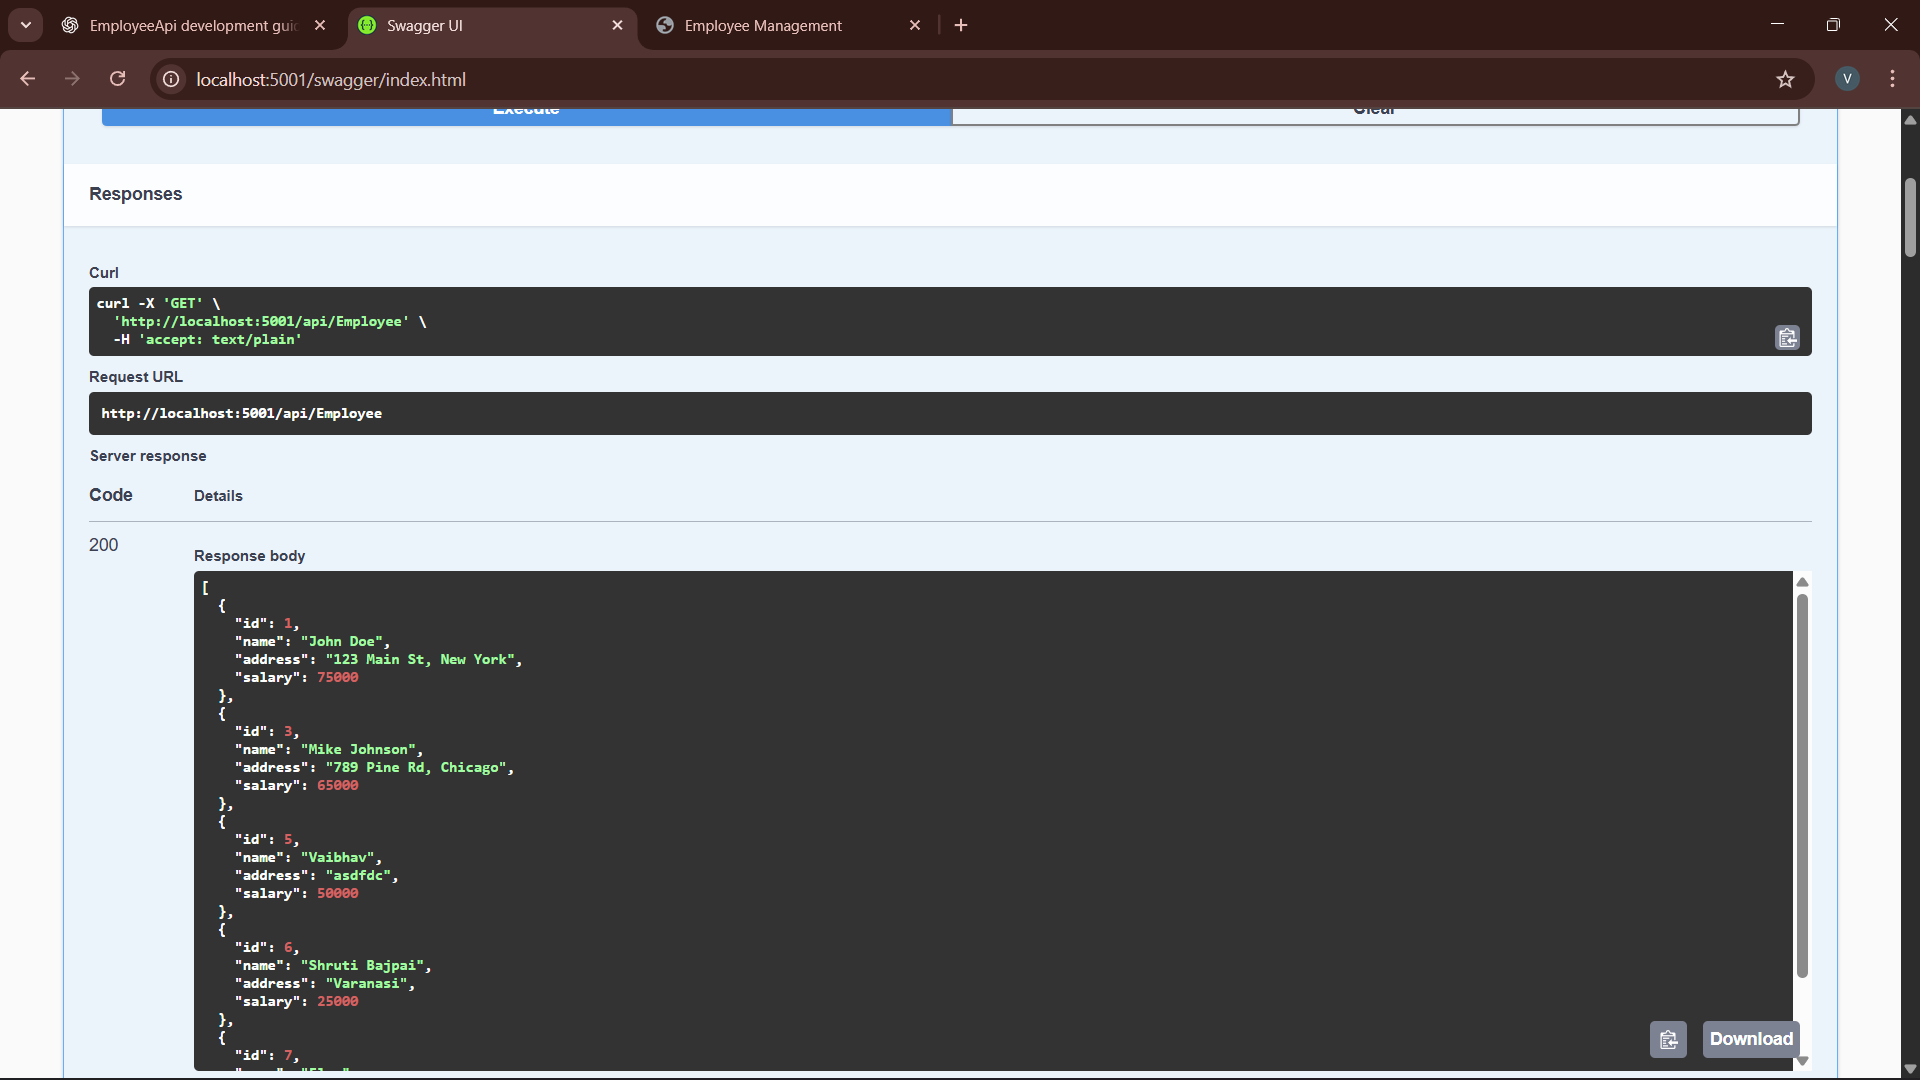 EmployeeApi development gui
Swagger UI
Employee Management
localhost:5001/swagger/index.html
V
Execute
Clear
Responses
Curl
curl -X 'GET' \
'http://localhost:5001/api/Employee' \
-H 'accept: text/plain'
Request URL
http://localhost:5001/api/Employee
Server response
Code Details
200
Response body
[
{
"id": 1,
"name": "John Doe",
"address": "123 Main St, New York",
"salary": 75000
},
{
"id": 3,
"name": "Mike Johnson",
"address": "789 Pine Rd, Chicago",
"salary": 65000
},
{
"id": 5,
"name": "Vaibhav",
"address": "asdfdc",
"salary": 50000
},
{
"id": 6,
"name": "Shruti Bajpai",
"address": "Varanasi",
"salary": 25000
},
{
"id": 7,
Download